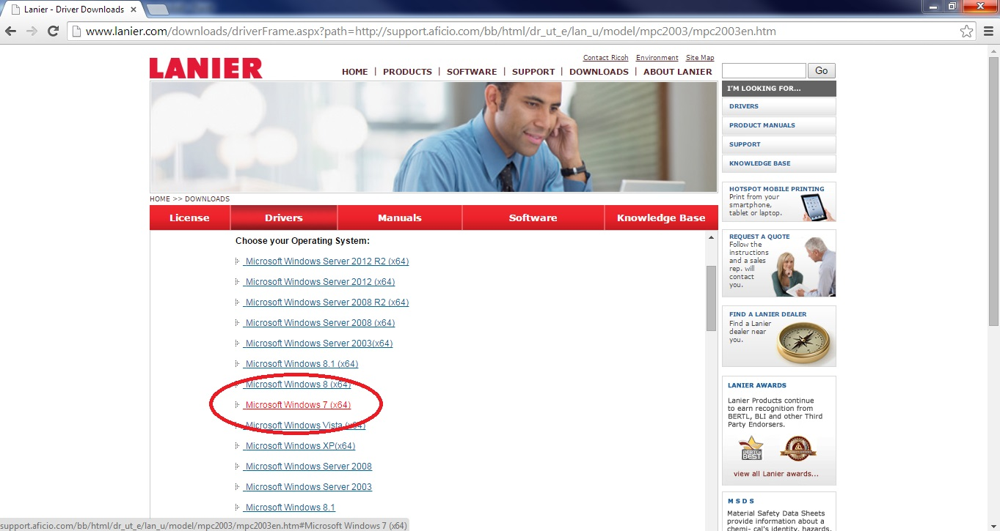 Lanier - Driver Downloads
www.lanier.com/downloads/driverFrame.aspx?path=http://support.aficio.com/bb/html/dr_ut_e/lan_u/model/mpc2003/mpc2003en.htm
Contact Ricoh Environment Site Map
LANIER
HOME | PRODUCTS | SOFTWARE | SUPPORT | DOWNLOADS | ABOUT LANIER
Go
I'M LOOKING FOR...
DRIVERS
PRODUCT MANUALS
SUPPORT
KNOWLEDGE BASE
HOME >> DOWNLOADS
License Drivers Manuals Software Knowledge Base
Choose your Operating System:
Microsoft Windows Server 2012 R2 (x64)
Microsoft Windows Server 2012 (x64)
Microsoft Windows Server 2008 R2 (x64)
Microsoft Windows Server 2008 (x64)
Microsoft Windows Server 2003(x64)
Microsoft Windows 8.1 (x64)
Microsoft Windows 8 (x64)
Microsoft Windows 7 (x64)
Microsoft Windows Vista (x64)
Microsoft Windows XP(x64)
Microsoft Windows Server 2008
Microsoft Windows Server 2003
Microsoft Windows 8.1
HOTSPOT MOBILE PRINTING
Print from your
smartphone,
tablet or laptop.
REQUEST A QUOTE
Follow the
instructions
and a sales
rep. will
contact
you.
FIND A LANIER DEALER
Find a Lanier
dealer near
you.
LANIER AWARDS
Lanier Products continue
to earn recognition from
BERTL, BLI and other Third
Party Endorsers.
BERTL'S
BEST
view all Lanier awards...
M S D S
Material Safety Data Sheets
provide information about a
chemi- cal's identity, hazards,
support.aficio.com/bb/html/dr_ut_e/lan_u/model/mpc2003/mpc2003en.htm#Microsoft Windows 7 (x64)